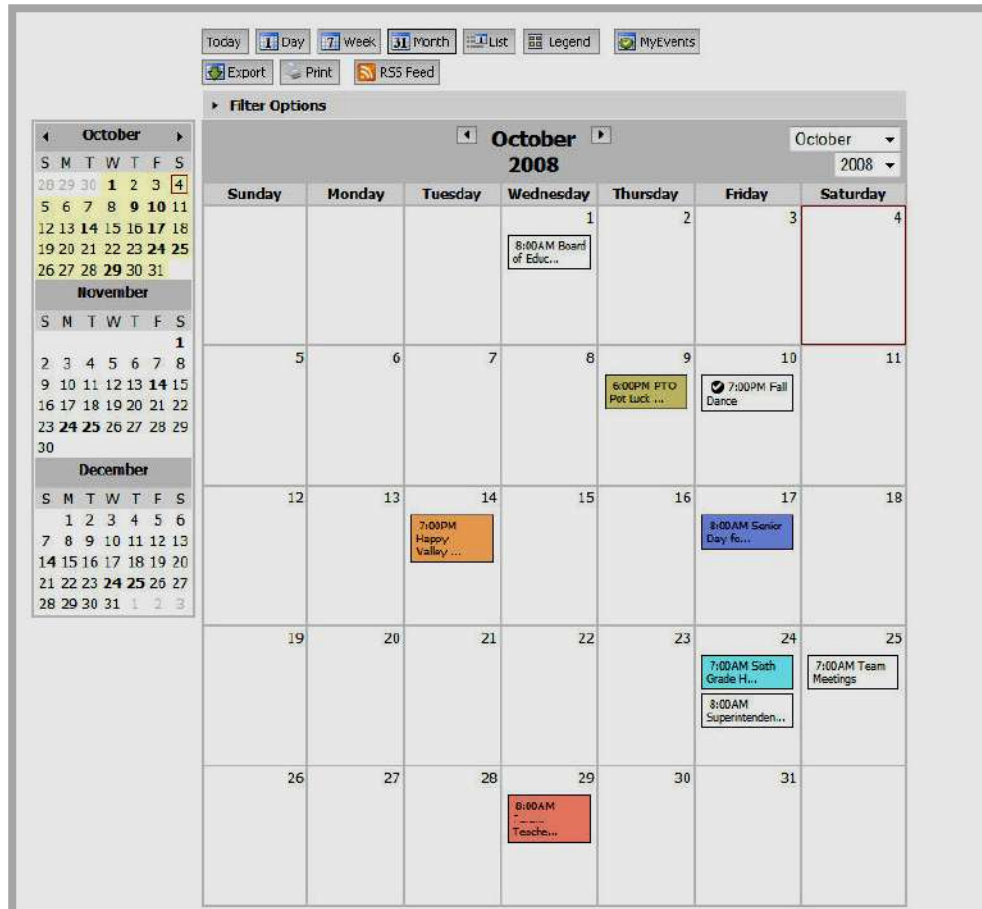 Today Day Week Month List Legend MyEvents
Export Print RSS Feed
Filter Options
October
S M T W T F S
28 29 30 1 2 3 4
5 6 7 8 9 10 11
12 13 14 15 16 17 18
19 20 21 22 23 24 25
26 27 28 29 30 31
November
S M T W T F S
1
2 3 4 5 6 7 8
9 10 11 12 13 14 15
16 17 18 19 20 21 22
23 24 25 26 27 28 29
30
December
S M T W T F S
1 2 3 4 5 6
7 8 9 10 11 12 13
14 15 16 17 18 19 20
21 22 23 24 25 26 27
28 29 30 31 1 2 3
October
2008
October
2008
Sunday Monday Tuesday Wednesday Thursday Friday Saturday
1 2 3 4
8:00AM Board
of Educ...
5 6 7 8 9 10 11
6:00PM PTO
Pot Luck ...
7:00PM Fall
Dance
12 13 14 15 16 17 18
7:00PM
Happy
Valley ...
8:00AM Senior
Day fo...
19 20 21 22 23 24 25
7:00AM Sixth
Grade H...
8:00AM
Superintenden...
7:00AM Team
Meetings
26 27 28 29 30 31
8:00AM
Teache...